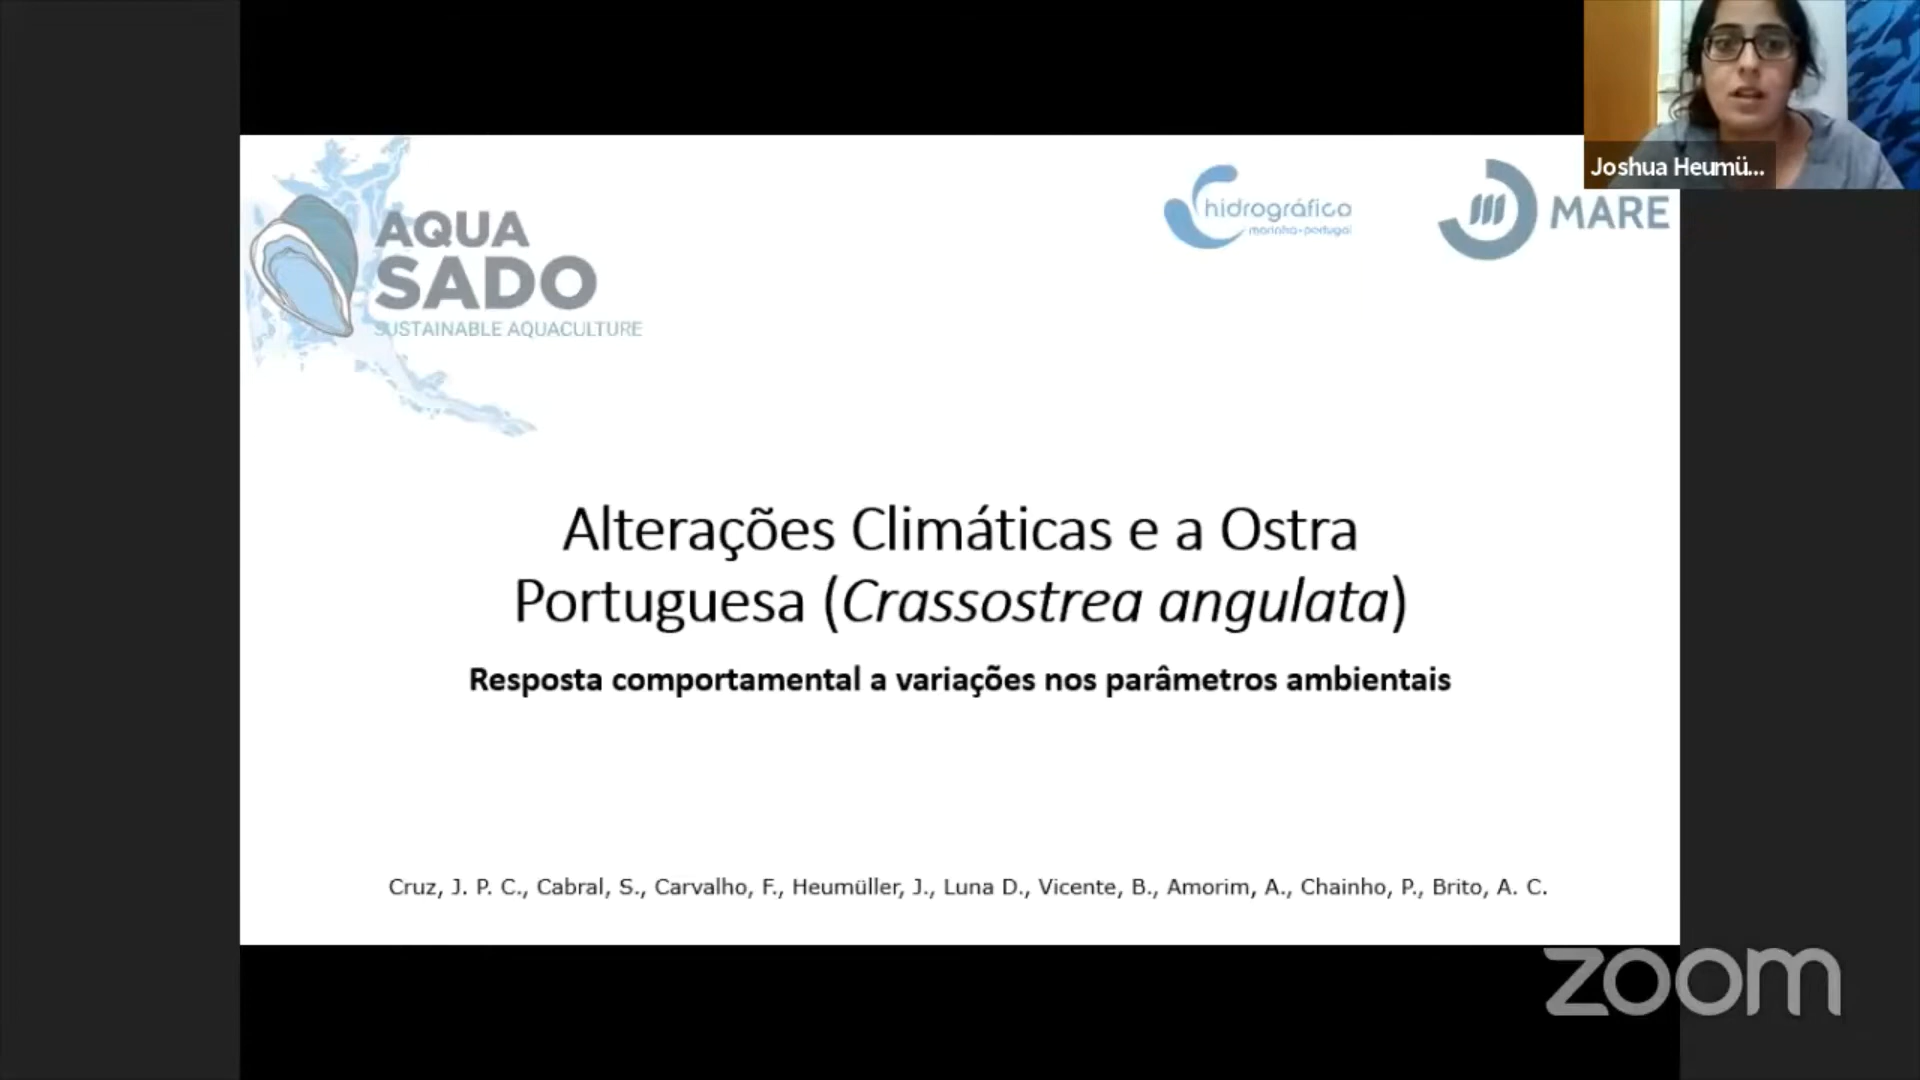 Joshua Heumü...
AQUA
SADO
SUSTAINABLE AQUACULTURE
hidrográfico
marinha-portugal
MARE
Alterações Climáticas e a Ostra
Portuguesa (Crassostrea angulata)
Resposta comportamental a variações nos parâmetros ambientais
Cruz, J. P. C., Cabral, S., Carvalho, F., Heumüller, J., Luna D., Vicente, B., Amorim, A., Chainho, P., Brito, A. C.
zoom